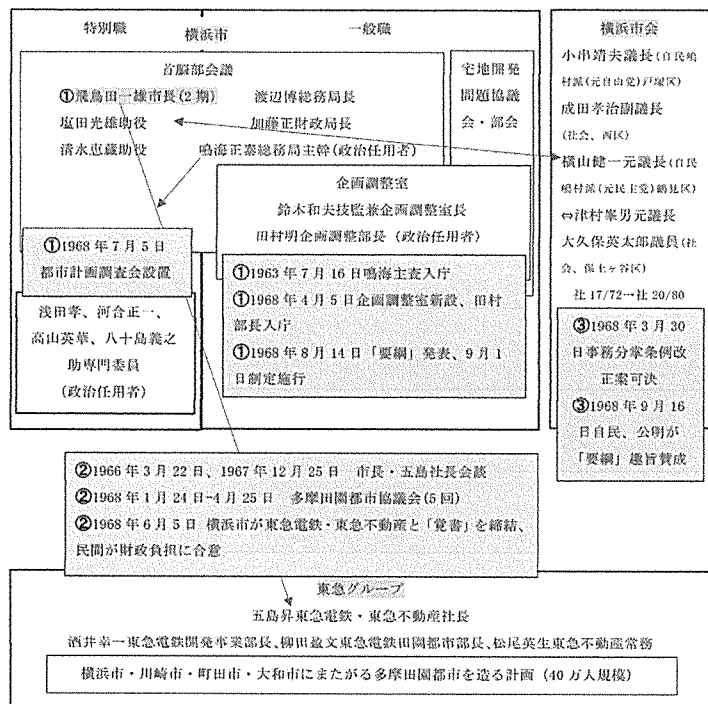 特別職
横浜市
一般職
首脳部会議
①飛鳥田一雄市長(2期)
渡辺博総務局長
塩田光雄助役
加藤正財政局長
清水恵蔵助役
鳴海正泰総務局主幹(政治任用者)
宅地開発
問題協議
会・部会
企画調整室
鈴木和夫技監兼企画調整室長
田村明企画調整部長（政治任用者）
①1968年7月5日
都市計画調査会設置
浅田孝、河合正一、
高山英華、八十島義之
助専門委員
(政治任用者)
①1963年7月16日鳴海主査入庁
①1968年4月5日企画調整室新設、田村
部長入庁
①1968年8月14日「要綱」発表、9月1
日制定施行
横浜市会
小串靖夫議長(自民嶋
村派(元自由党)戸塚区)
成田孝治副議長
(社会、西区)
横山健一元議長(自民
嶋村派(元民主党)鶴見区)
⇔津村峯男元議長
大久保英太郎議員(社
会、保土ヶ谷区)
社17/72→社20/80
③1968年3月30
日事務分掌条例改
正案可決
③1968年9月16
日自民、公明が
「要綱」趣旨賛成
②1966年3月22日、1967年12月25日 市長・五島社長会談
②1968年1月24日-4月25日 多摩田園都市協議会(5回)
②1968年6月5日 横浜市が東急電鉄・東急不動産と「覚書」を締結、
民間が財政負担に合意
東急グループ
五島昇東急電鉄・東急不動産社長
酒井幸一東急電鉄開発事業部長、柳田盈文東急電鉄田園都市部長、松尾英生東急不動産常務
横浜市・川崎市・町田市・大和市にまたがる多摩田園都市を造る計画（40万人規模）